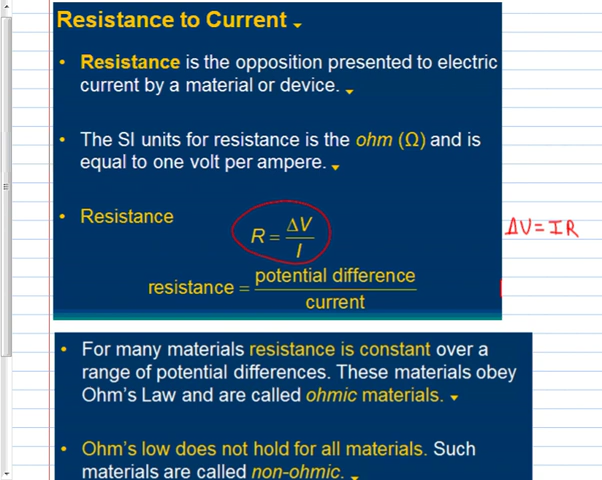 Resistance to Current
• Resistance is the opposition presented to electric
current by a material or device.
• The SI units for resistance is the ohm (Ω) and is
equal to one volt per ampere.
• Resistance
R = ΔV / I
ΔV = IR
resistance = potential difference / current
• For many materials resistance is constant over a
range of potential differences. These materials obey
Ohm's Law and are called ohmic materials.
• Ohm's low does not hold for all materials. Such
materials are called non-ohmic.